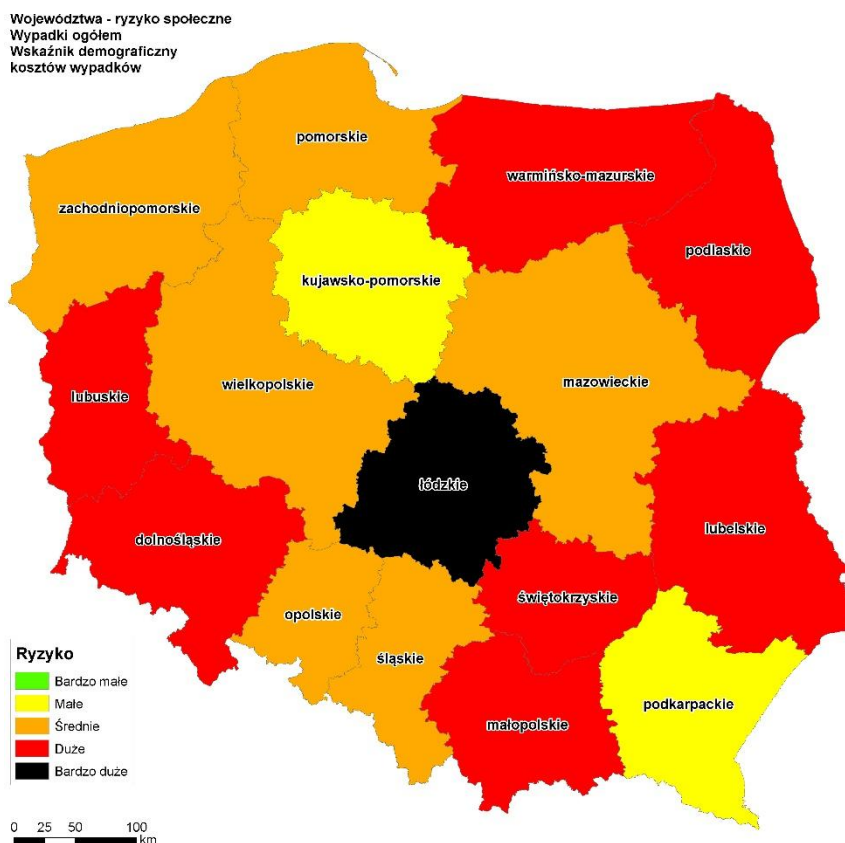 Województwa - ryzyko społeczne
Wypadki ogółem
Wskaźnik demograficzny
kosztów wypadków
pomorskie
warmińsko-mazurskie
zachodniopomorskie
podlaskie
kujawsko-pomorskie
mazowieckie
wielkopolskie
lubuskie
łódzkie
lubelskie
dolnośląskie
świętokrzyskie
opolskie
śląskie
podkarpackie
małopolskie
Ryzyko
Bardzo małe
Małe
Średnie
Duże
Bardzo duże
0 25 50 100
km